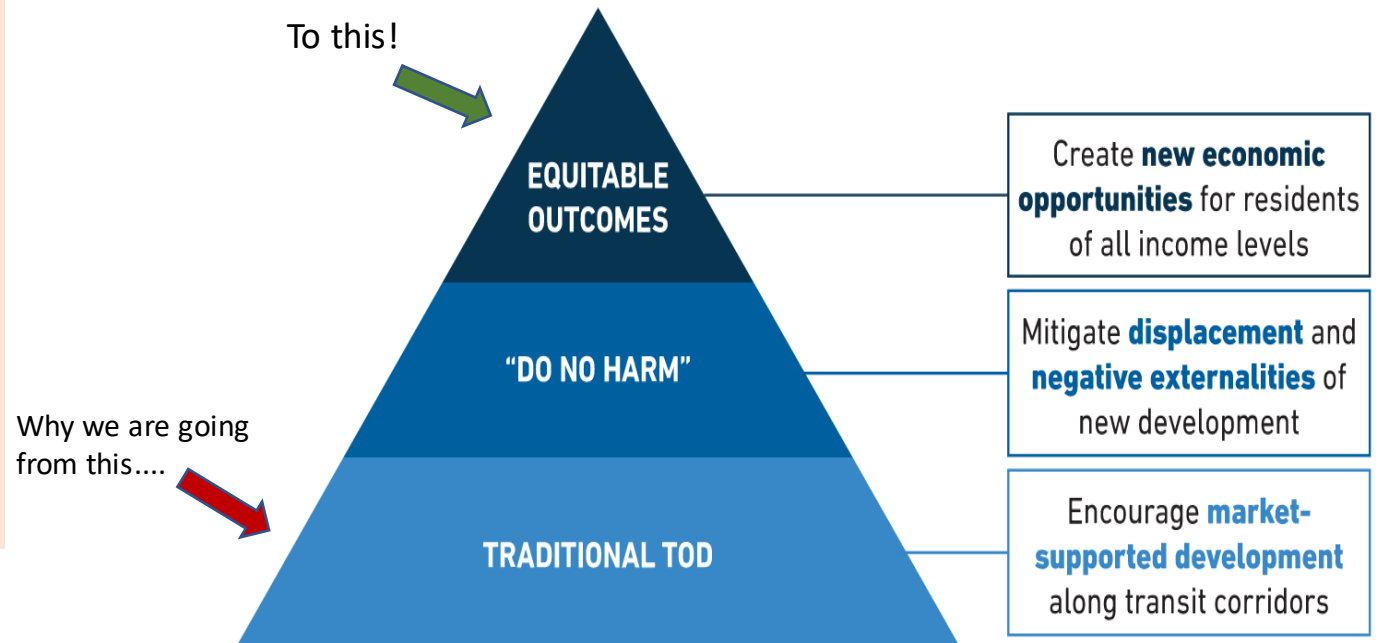 To this!
EQUITABLE
OUTCOMES
Create new economic
opportunities for residents
of all income levels
“DO NO HARM”
Mitigate displacement and
negative externalities of
new development
Why we are going
from this....
TRADITIONAL TOD
Encourage market-
supported development
along transit corridors